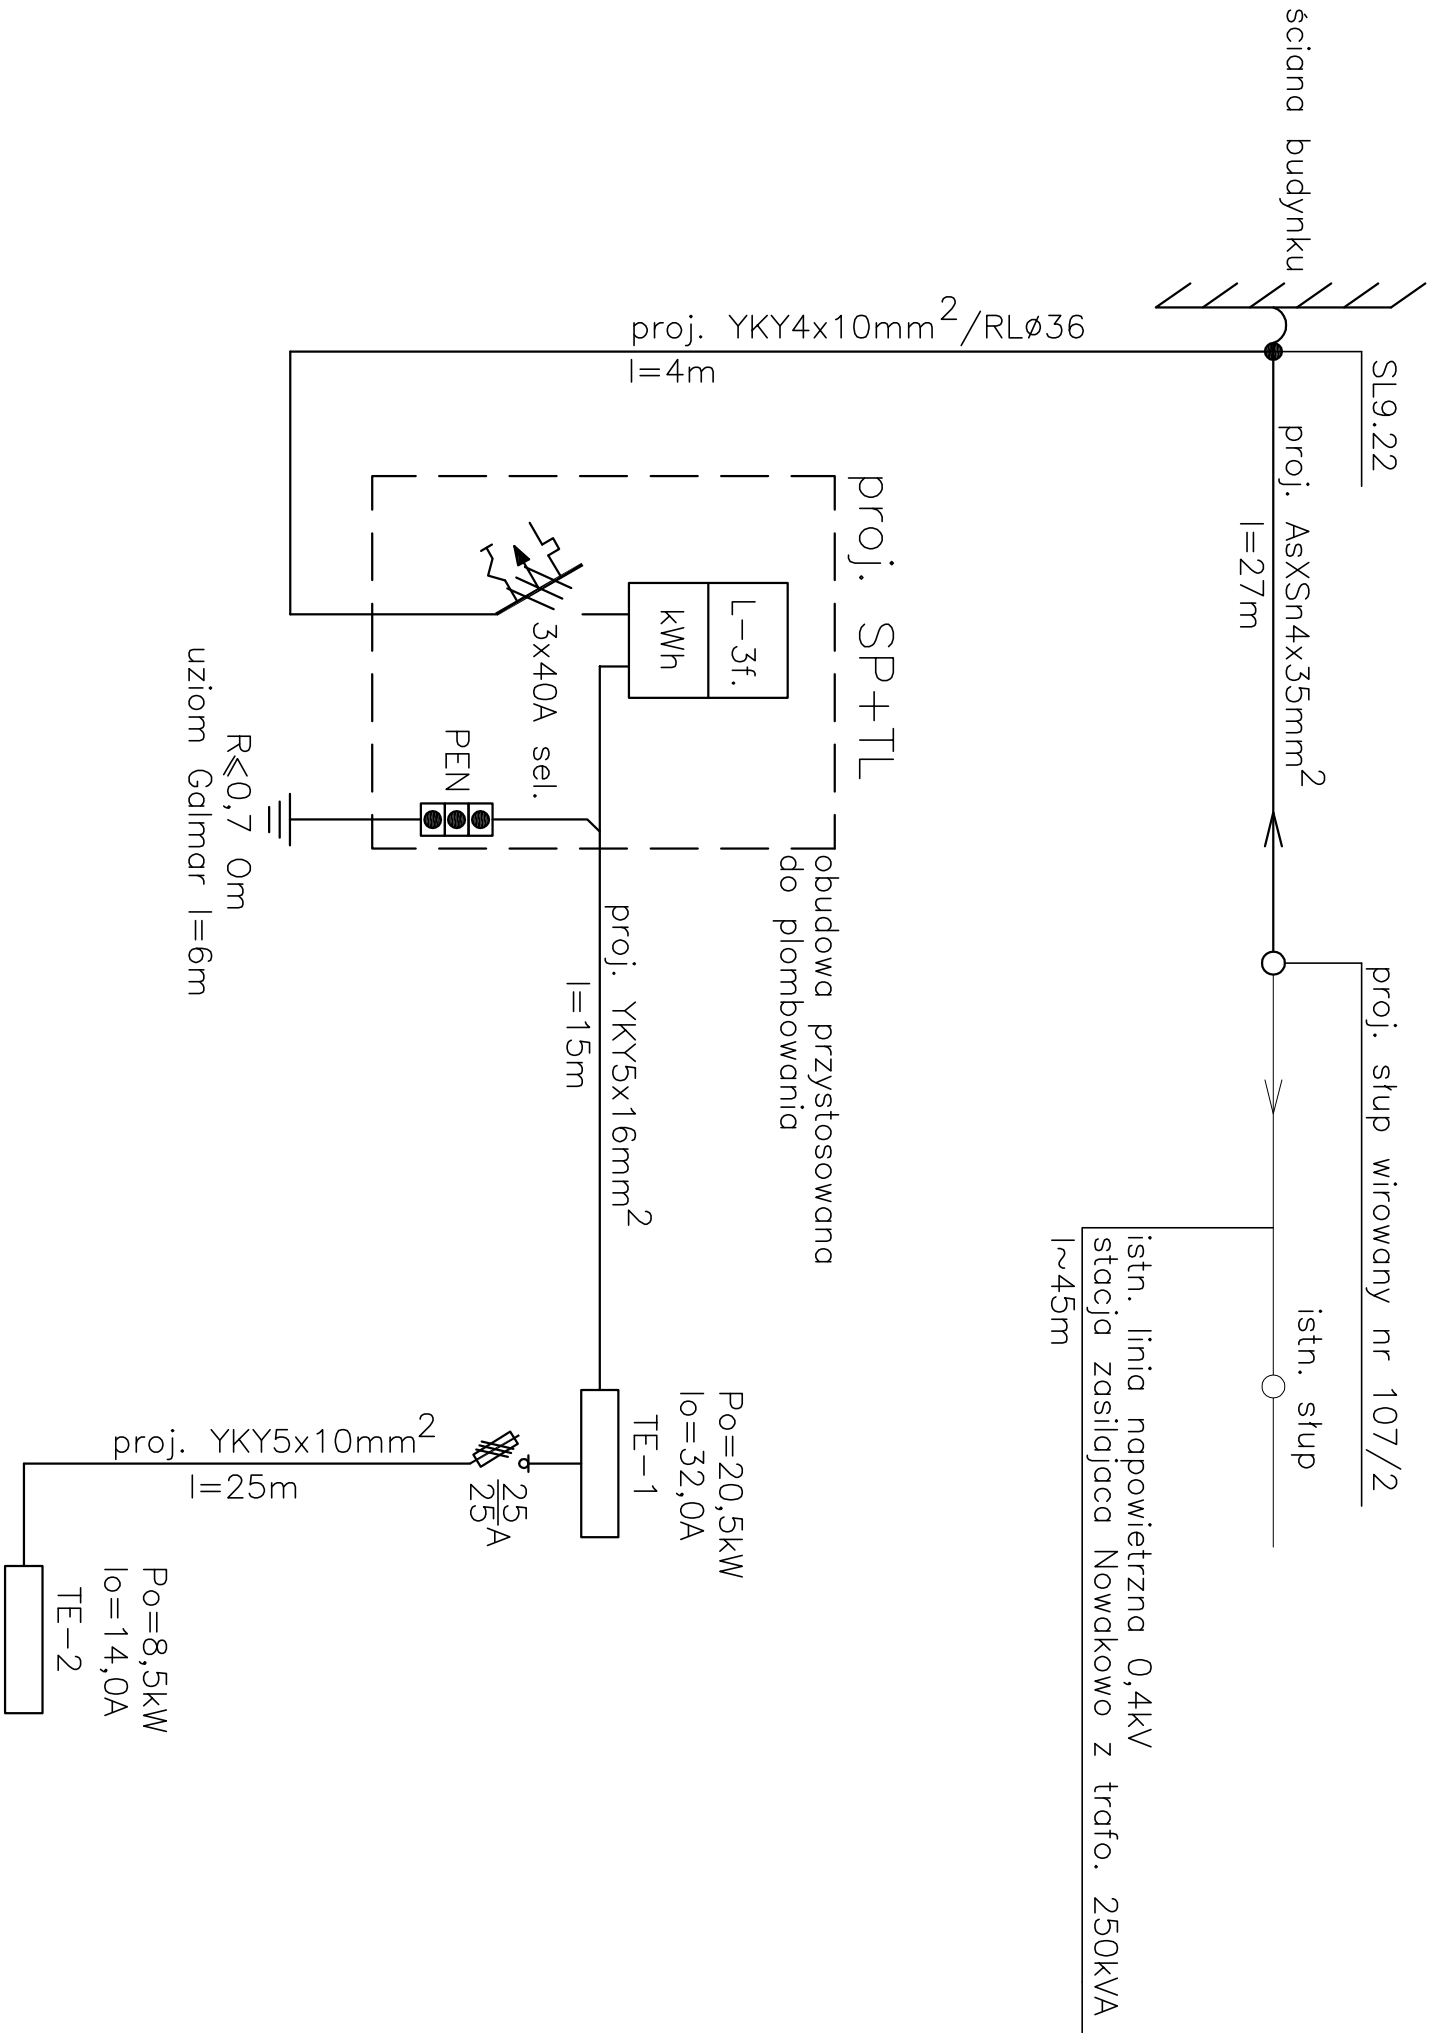 ściana budynku
SL9.22
proj. AsXSn4x35mm²
l=27m
proj. słup wirowany nr 107/2
istn. słup
istn. linia napowietrzna 0,4kV
stacja zasilajaca Nowakowo z trafo. 250kVA
l~45m
proj. YKY4x10mm²/RLø36
l=4m
proj. SP+TL
obudowa przystosowana
do plombowania
L-3f.
kWh
3x40A sel.
PEN
R⩽0,7 Om
uziom Galmar l=6m
proj. YKY5x16mm²
l=15m
Po=20,5kW
Io=32,0A
TE-1
25
25
A
proj. YKY5x10mm²
l=25m
Po=8,5kW
Io=14,0A
TE-2